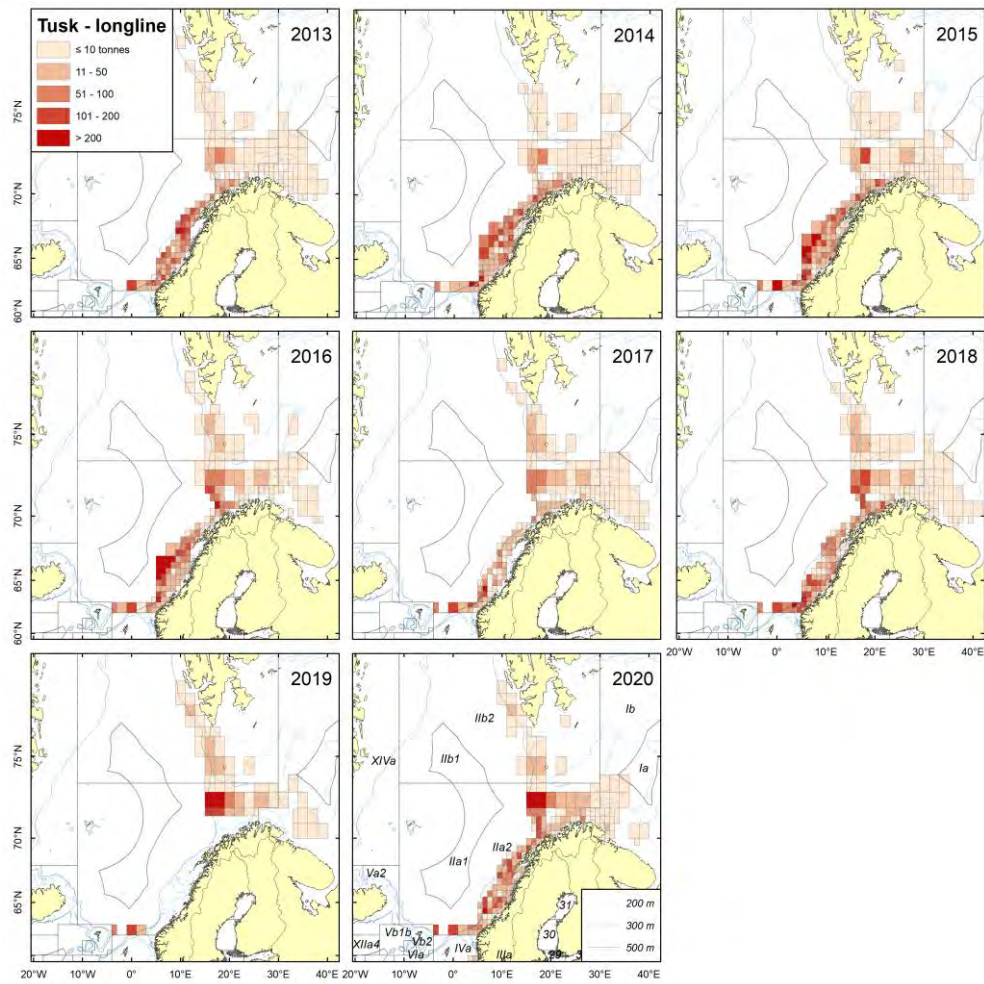 Tusk - longline
≤ 10 tonnes
11 - 50
51 - 100
101 - 200
> 200
2013
2014
2015
75°N
70°N
65°N
60°N
2016
2017
2018
75°N
70°N
65°N
60°N
20°W 10°W 0° 10°E 20°E 30°E 40°E
2019
2020
75°N
70°N
65°N
60°N
Ib
IIb2
Ia
XIVa
IIb1
IIa2
IIa1
Va2
31
200 m
Vb1b
30
300 m
Vb2
IVa
XIIa4
VIa
IIIa
29
3
500 m
20°W 10°W 0° 10°E 20°E 30°E 40°E
20°W 10°W 0° 10°E 20°E 30°E 40°E